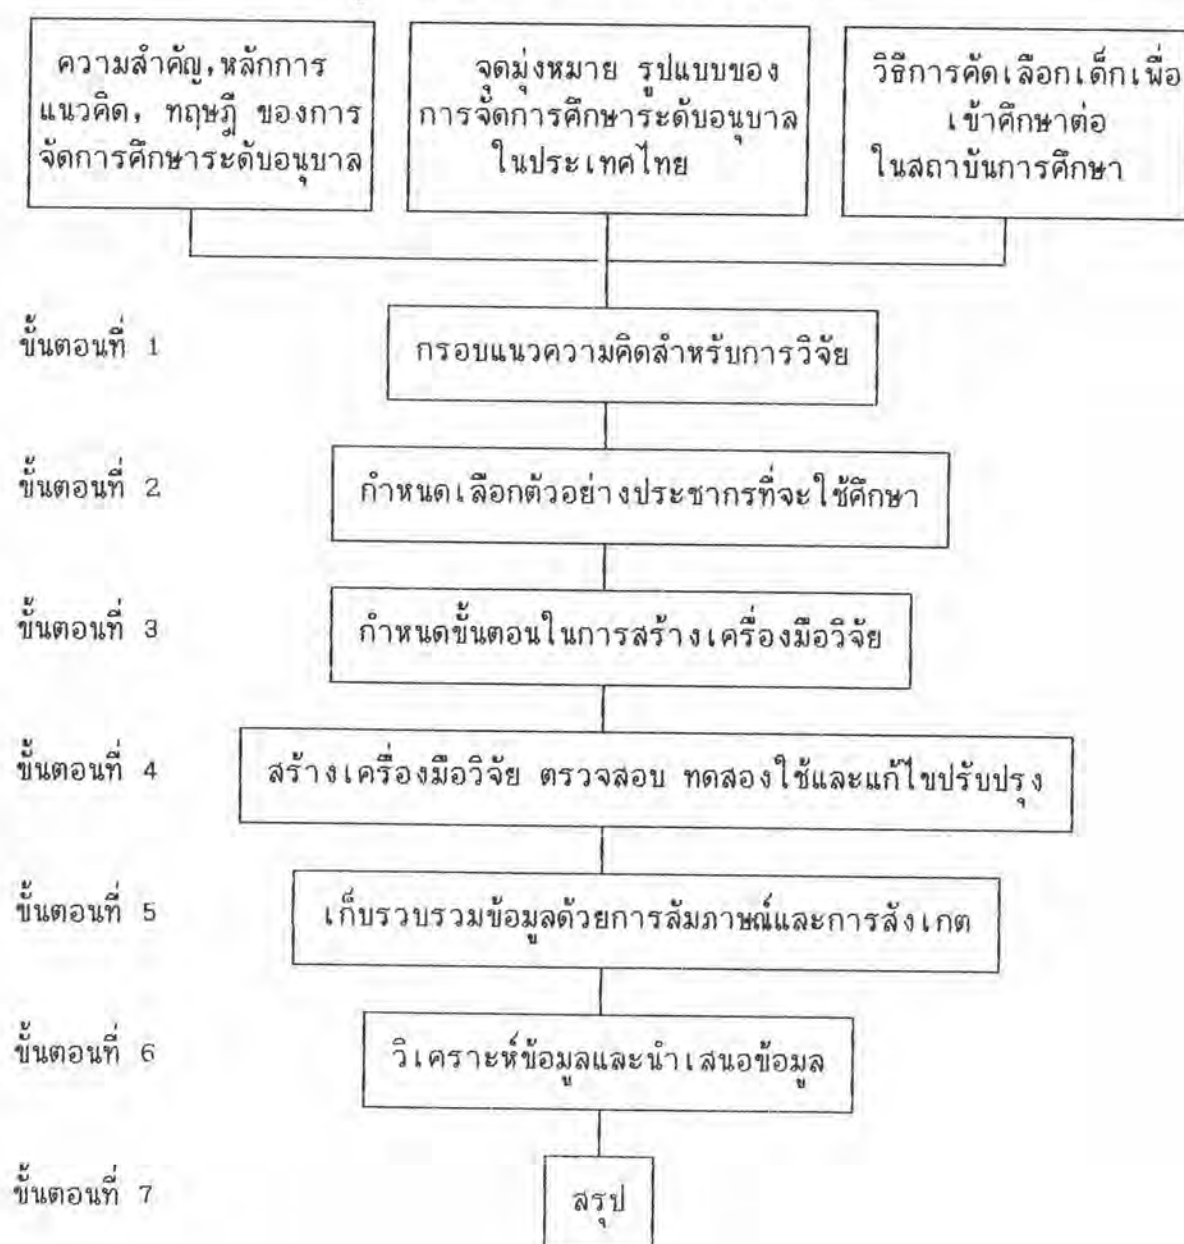 ความสำคัญ,หลักการ
แนวคิด, ทฤษฎี ของการ
จัดการศึกษาระดับอนุบาล
จุดมุ่งหมาย รูปแบบของ
การจัดการศึกษาระดับอนุบาล
ในประเทศไทย
วิธีการคัดเลือกเด็กเพื่อ
เข้าศึกษาต่อ
ในสถาบันการศึกษา
ขั้นตอนที่ 1
กรอบแนวความคิดสำหรับการวิจัย
ขั้นตอนที่ 2
กำหนดเลือกตัวอย่างประชากรที่จะใช้ศึกษา
ขั้นตอนที่ 3
กำหนดขั้นตอนในการสร้างเครื่องมือวิจัย
ขั้นตอนที่ 4
สร้างเครื่องมือวิจัย ตรวจสอบ ทดลองใช้และแก้ไขปรับปรุง
ขั้นตอนที่ 5
เก็บรวบรวมข้อมูลด้วยการสัมภาษณ์และการสังเกต
ขั้นตอนที่ 6
วิเคราะห์ข้อมูลและนำเสนอข้อมูล
ขั้นตอนที่ 7
สรุป